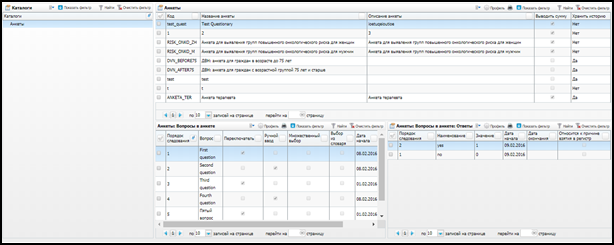 Каталоги
Показать фильтр
Найти
Очистить фильтр
Каталоги
Анкеты
Анкеты
Профиль
Показать фильтр
Найти
Очистить фильтр
Код Название анкеты Описание анкеты Выводить сумму Хранить историю
test_quest Test Questionary Да
1 2 3 Нет
RISK_ONKO_ZH Анкета для выявления групп повышенного онкологического риска для женщин Анкета для выявления групп повышенного онкологического риска для женщин Нет
RISK_ONKO_M Анкета для выявления групп повышенного онкологического риска для мужчин Анкета для выявления групп повышенного онкологического риска для мужчин Нет
DVN_BEFORE75 ДВН: анкета для граждан в возрасте до 75 лет Да
DVN_AFTER75 ДВН: анкета для граждан с возрастной группой 75 лет и старше Да
test test Да
t t Нет
ANKETA_TER Анкета терапевта Анкета терапевта Да
по 10 записей на странице перейти на страницу
Анкеты: Вопросы в анкете
Профиль
Показать фильтр
Найти
Очистить фильтр
Порядок следования Вопрос Переключатель Ручной ввод Множественный выбор Выбор из словаря Дата начала
1 First question 08.02.2016
2 Second question 08.02.2016
3 Third question 01.02.2016
4 Fourth question 08.02.2016
5 Пятый вопрос 01.02.2016
по 10 записей на странице перейти на страницу
Анкеты: Вопросы в анкете: Ответы
Профиль
Показать фильтр
Найти
Очистить фильтр
Порядок следования Наименование Значение Дата начала Дата окончания Относится к причине взятия в регистр
2 yes 1 09.02.2016
1 no 0 09.02.2016
по 10 записей на странице перейти на страницу